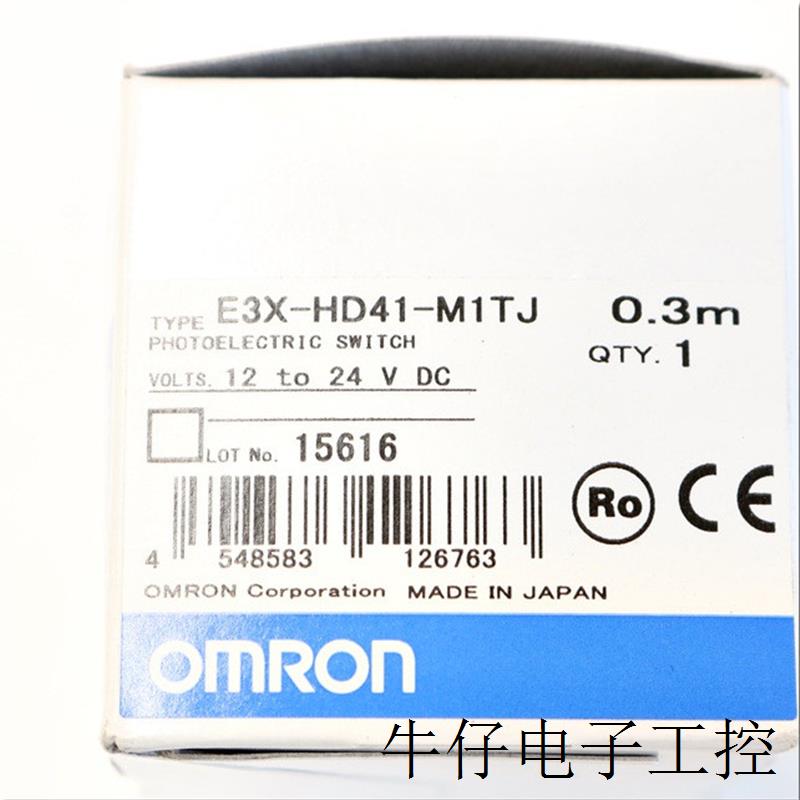 TYPE E3X-HD41-M1TJ 0.3m
PHOTOELECTRIC SWITCH
QTY. 1
VOLTS. 12 to 24 V DC
LOT No. 15616
Ro CE
4 548583 126763
OMRON Corporation MADE IN JAPAN
OMRON
牛仔电子工控